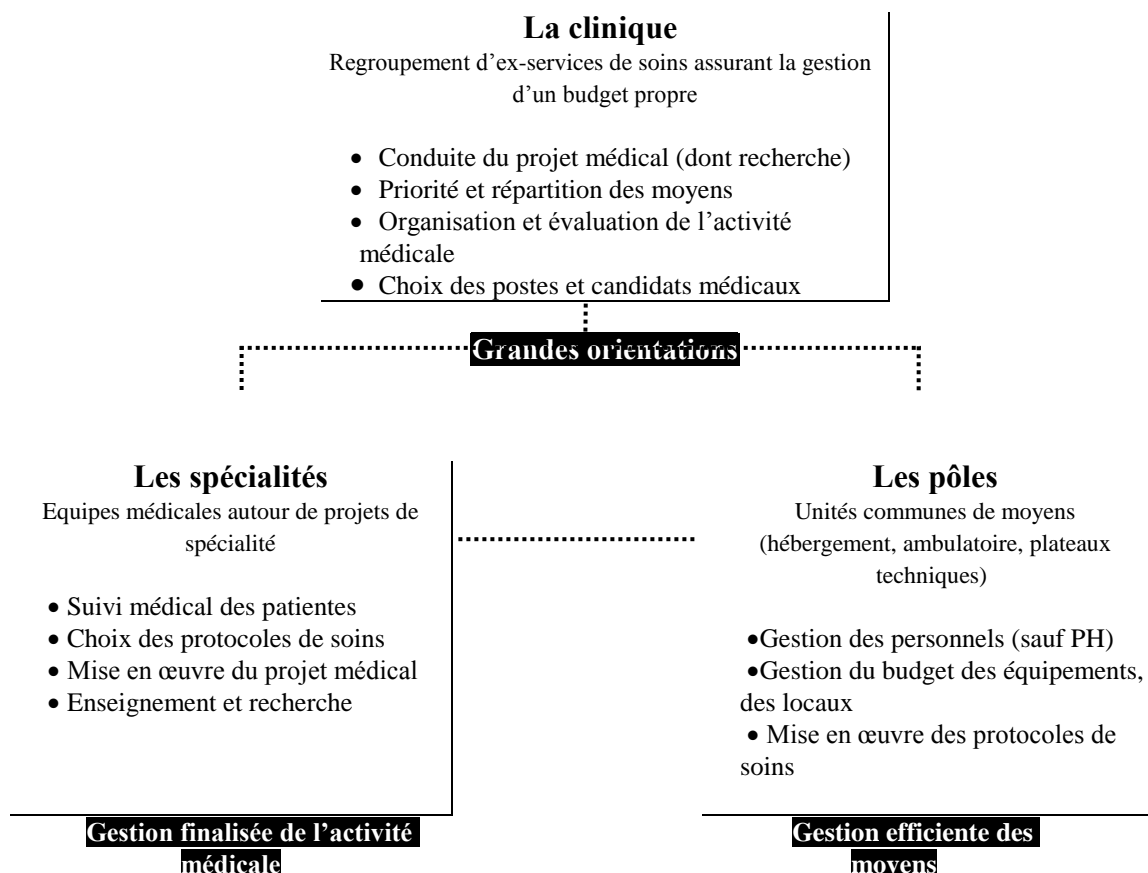 La clinique
Regroupement d’ex-services de soins assurant la gestion
d’un budget propre
• Conduite du projet médical (dont recherche)
• Priorité et répartition des moyens
• Organisation et évaluation de l’activité
médicale
• Choix des postes et candidats médicaux
Grandes orientations
Les spécialités
Equipes médicales autour de projets de
spécialité
• Suivi médical des patientes
• Choix des protocoles de soins
• Mise en œuvre du projet médical
• Enseignement et recherche
Gestion finalisée de l’activité
médicale
Les pôles
Unités communes de moyens
(hébergement, ambulatoire, plateaux
techniques)
•Gestion des personnels (sauf PH)
•Gestion du budget des équipements,
des locaux
• Mise en œuvre des protocoles de
soins
Gestion efficiente des
moyens